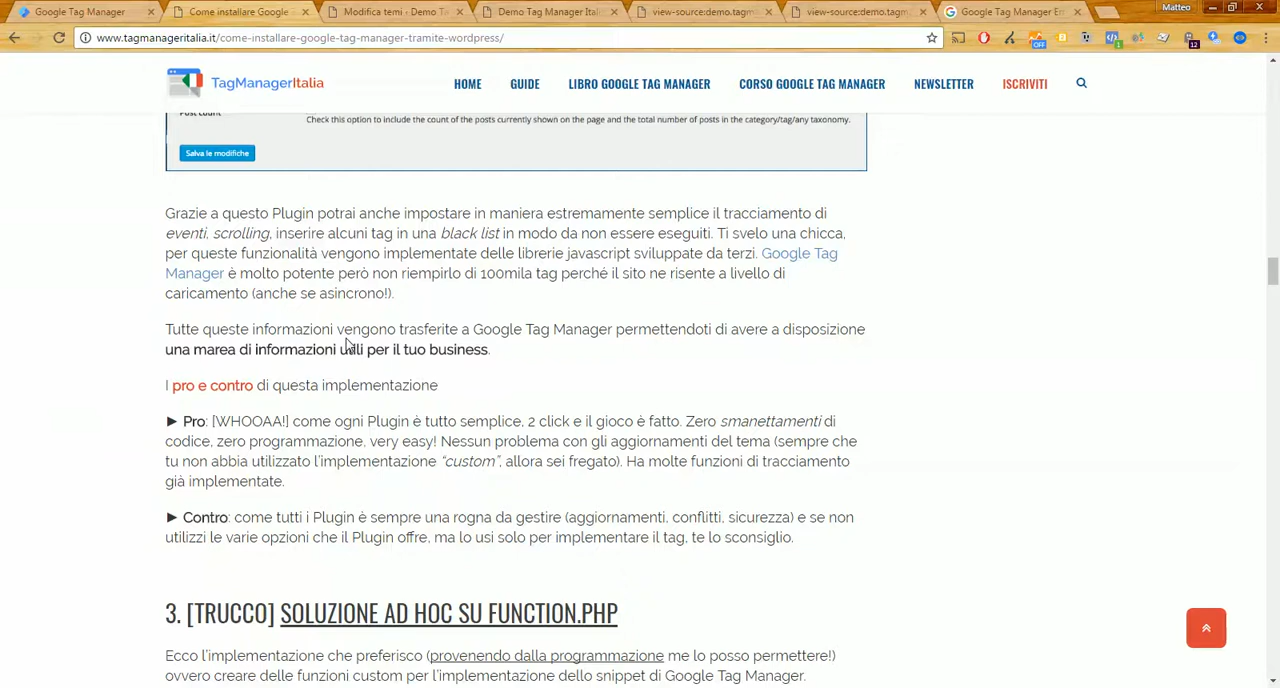 Google Tag Manager
Come installare Google
Modifica temi - Demo T
Demo Tag Manager Ital
view-source:demo.tagm
view-source:demo.tagm
Google Tag Manager Er
Matteo
www.tagmanageritalia.it/come-installare-google-tag-manager-tramite-wordpress/
OFF
1
12
TagManagerItalia
HOME
GUIDE
LIBRO GOOGLE TAG MANAGER
CORSO GOOGLE TAG MANAGER
NEWSLETTER
ISCRIVITI
Post count
Check this option to include the count of the posts currently shown on the page and the total number of posts in the category/tag/any taxonomy.
Salva le modifiche
Grazie a questo Plugin potrai anche impostare in maniera estremamente semplice il tracciamento di
eventi, scrolling, inserire alcuni tag in una black list in modo da non essere eseguiti. Ti svelo una chicca,
per queste funzionalità vengono implementate delle librerie javascript sviluppate da terzi. Google Tag
Manager è molto potente però non riempirlo di 100mila tag perché il sito ne risente a livello di
caricamento (anche se asincrono!).
Tutte queste informazioni vengono trasferite a Google Tag Manager permettendoti di avere a disposizione
una marea di informazioni utili per il tuo business.
I pro e contro di questa implementazione
► Pro: [WHOOAA!] come ogni Plugin è tutto semplice, 2 click e il gioco è fatto. Zero smanettamenti di
codice, zero programmazione, very easy! Nessun problema con gli aggiornamenti del tema (sempre che
tu non abbia utilizzato l'implementazione “custom”, allora sei fregato). Ha molte funzioni di tracciamento
già implementate.
► Contro: come tutti i Plugin è sempre una rogna da gestire (aggiornamenti, conflitti, sicurezza) e se non
utilizzi le varie opzioni che il Plugin offre, ma lo usi solo per implementare il tag, te lo sconsiglio.
3. [TRUCCO] SOLUZIONE AD HOC SU FUNCTION.PHP
Ecco l'implementazione che preferisco (provenendo dalla programmazione me lo posso permettere!)
ovvero creare delle funzioni custom per l'implementazione dello snippet di Google Tag Manager.